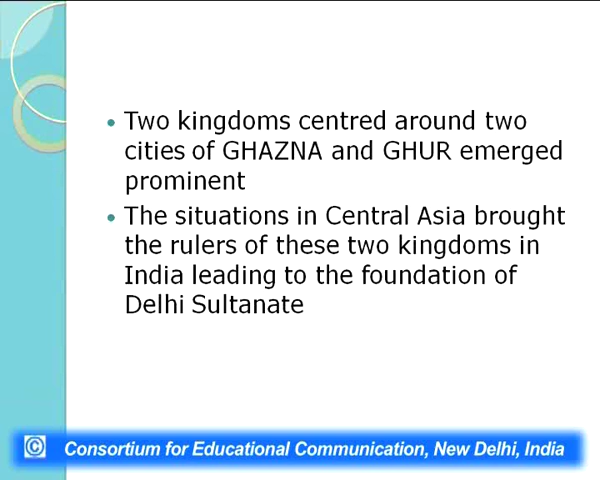 • Two kingdoms centred around two
cities of GHAZNA and GHUR emerged
prominent
• The situations in Central Asia brought
the rulers of these two kingdoms in
India leading to the foundation of
Delhi Sultanate
© Consortium for Educational Communication, New Delhi, India